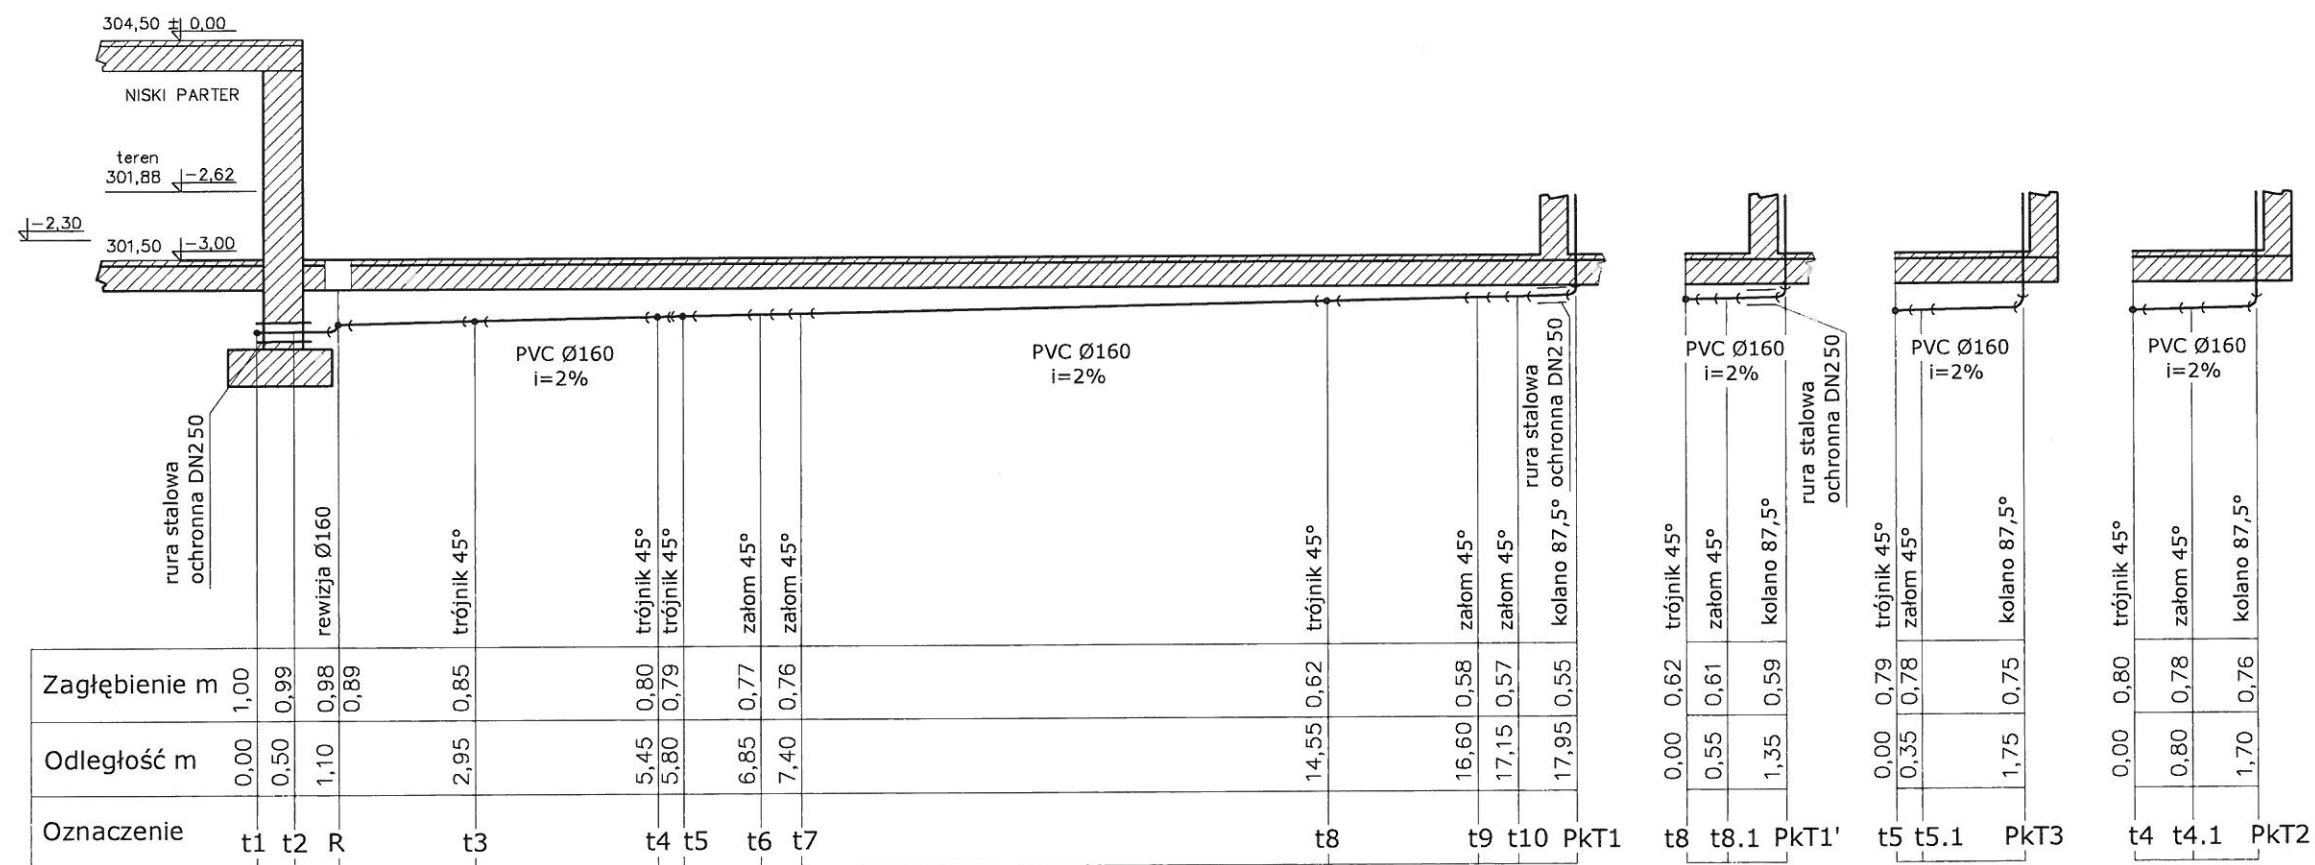 304,50 ± 0,00
NISKI PARTER
teren
301,88 -2,62
-2,30
301,50 -3,00
PVC Ø160
i=2%
PVC Ø160
i=2%
PVC Ø160
i=2%
PVC Ø160
i=2%
PVC Ø160
i=2%
rura stalowa
ochronna DN250
rewizja Ø160
trójnik 45°
trójnik 45°
trójnik 45°
załom 45°
załom 45°
trójnik 45°
załom 45°
załom 45°
rura stalowa
ochronna DN250
kolano 87,5°
trójnik 45°
załom 45°
kolano 87,5°
rura stalowa
ochronna DN250
trójnik 45°
załom 45°
kolano 87,5°
trójnik 45°
załom 45°
kolano 87,5°
Zagłębienie m 1,00 0,99 0,98 0,89 0,85 0,80 0,79 0,77 0,76 0,62 0,58 0,57 0,55 0,62 0,61 0,59 0,79 0,78 0,75 0,80 0,78 0,76
Odległość m 0,00 0,50 1,10 2,95 5,45 5,80 6,85 7,40 14,55 16,60 17,15 17,95 0,00 0,55 1,35 0,00 0,35 1,75 0,00 0,80 1,70
Oznaczenie t1 t2 R t3 t4 t5 t6 t7 t8 t9 t10 PkT1 t8 t8.1 PkT1' t5 t5.1 PkT3 t4 t4.1 PkT2